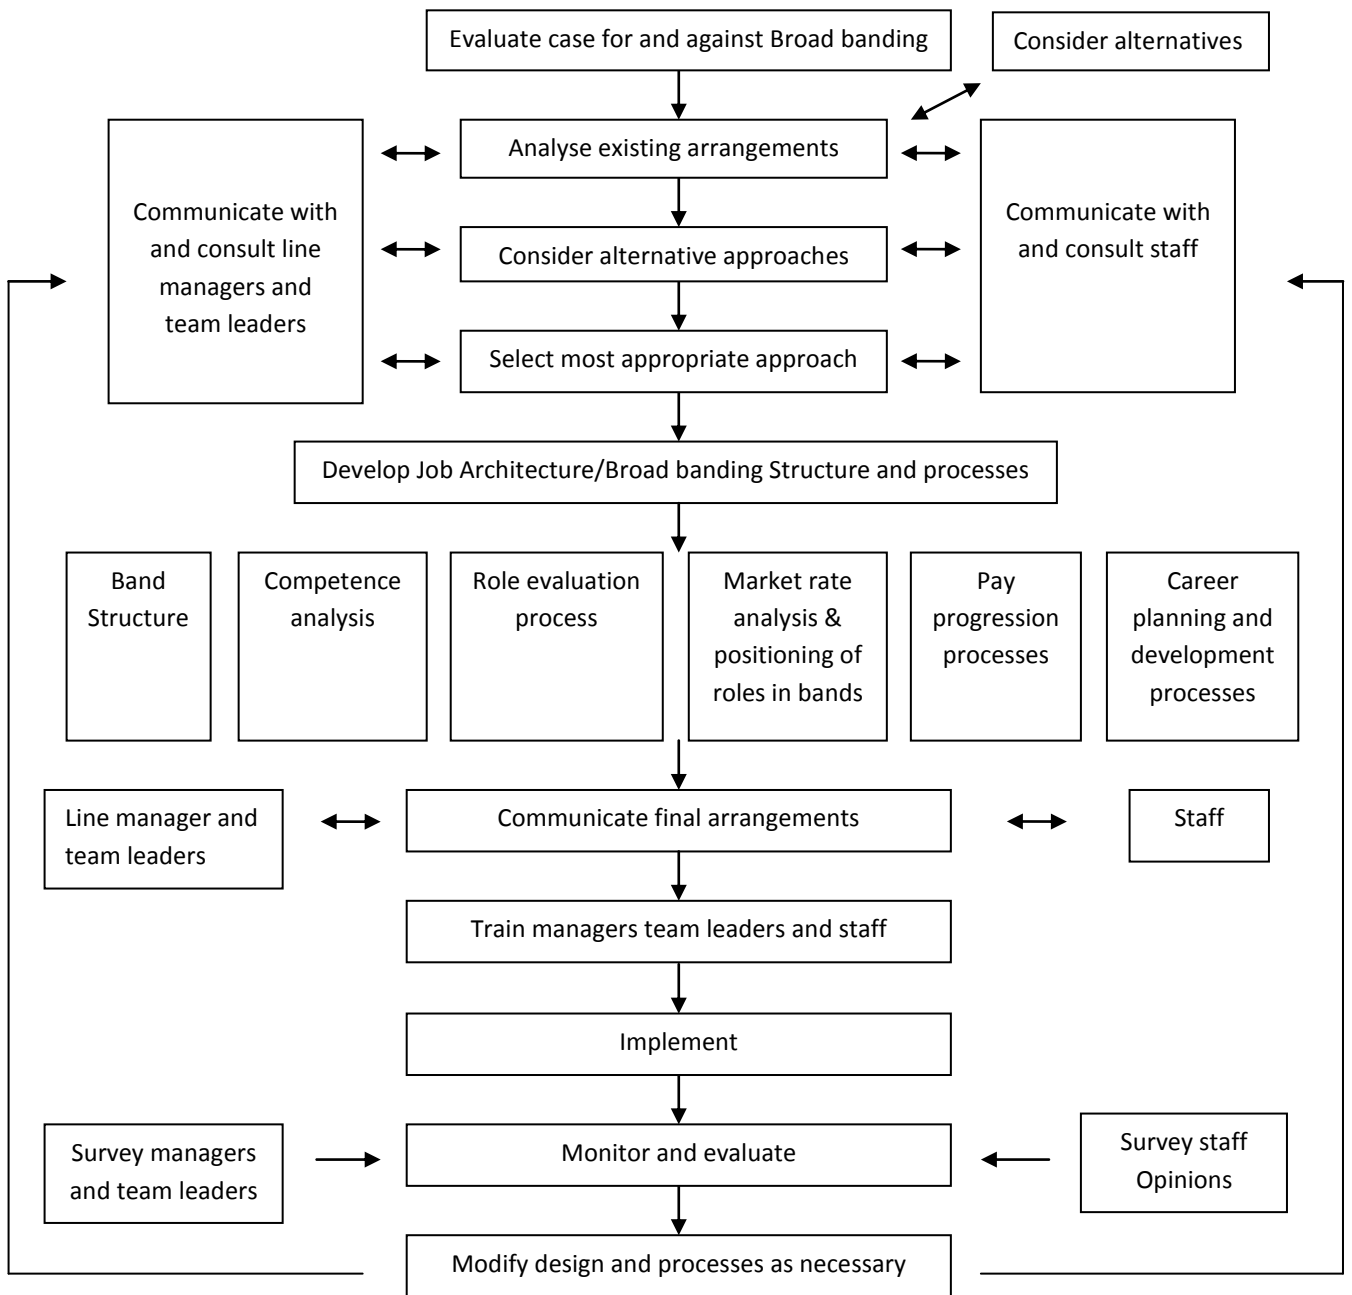 Evaluate case for and against Broad banding
Consider alternatives
Analyse existing arrangements
Communicate with
and consult line
managers and
team leaders
Communicate with
and consult staff
Consider alternative approaches
Select most appropriate approach
Develop Job Architecture/Broad banding Structure and processes
Band
Structure
Competence
analysis
Role evaluation
process
Market rate
analysis &
positioning of
roles in bands
Pay
progression
processes
Career
planning and
development
processes
Line manager and
team leaders
Communicate final arrangements
Staff
Train managers team leaders and staff
Implement
Survey managers
and team leaders
Monitor and evaluate
Survey staff
Opinions
Modify design and processes as necessary